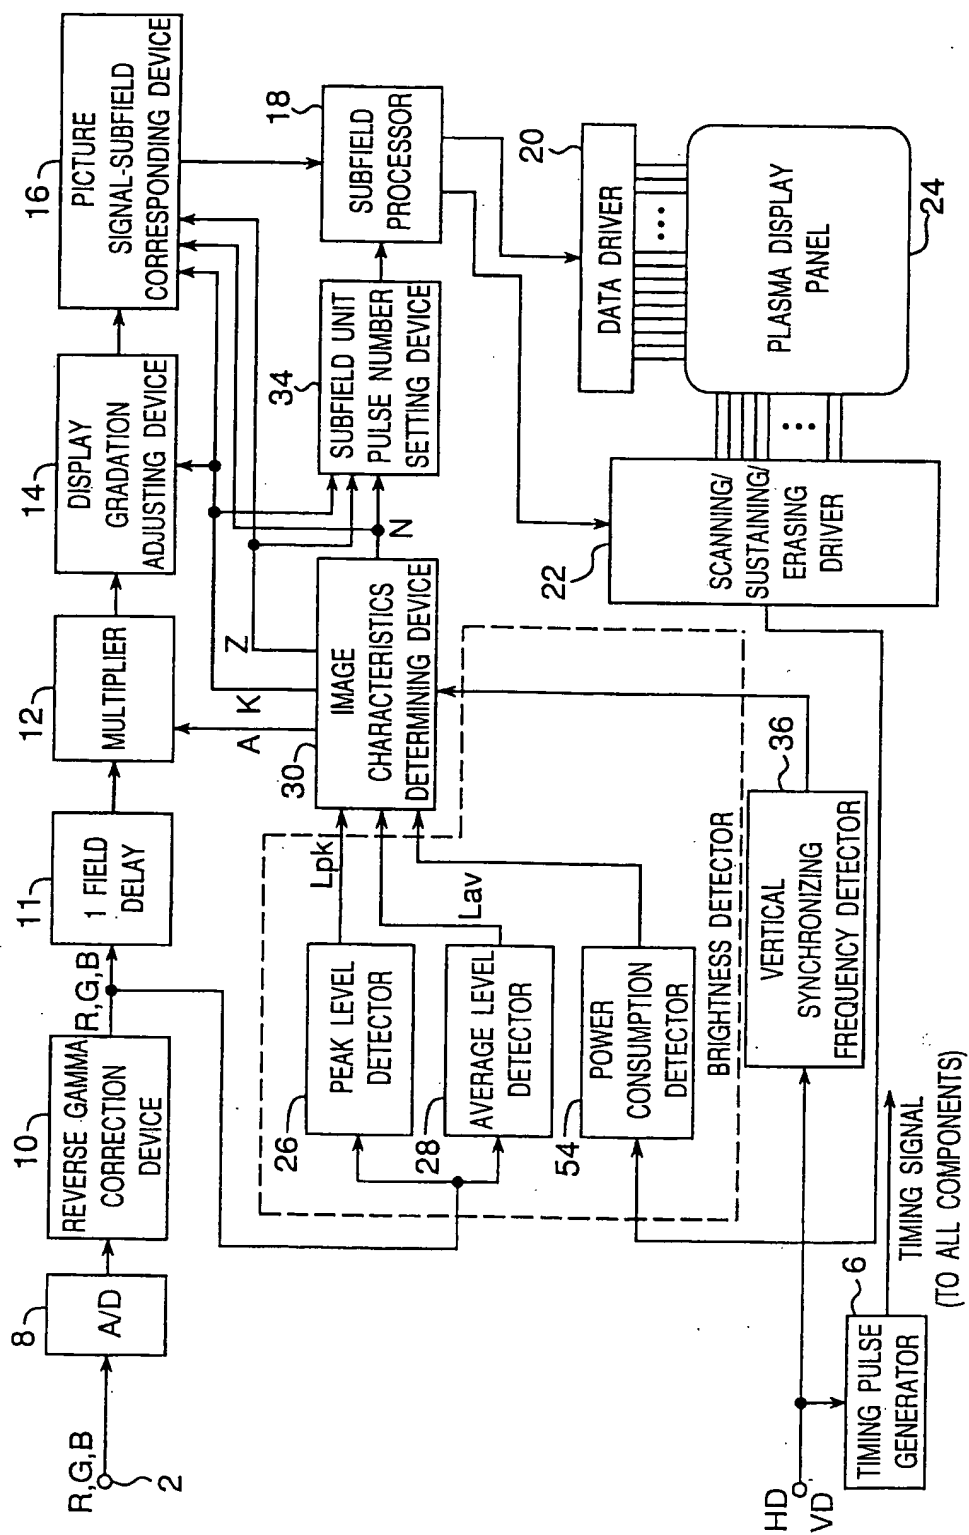 R,G,B
2
8
A/D
10
REVERSE GAMMA
CORRECTION
DEVICE
R,G,B
11
1 FIELD
DELAY
12
MULTIPLIER
14
DISPLAY
GRADATION
ADJUSTING DEVICE
16
PICTURE
SIGNAL-SUBFIELD
CORRESPONDING DEVICE
A
K
Z
26
PEAK LEVEL
DETECTOR
Lpk
28
AVERAGE LEVEL
DETECTOR
Lav
54
POWER
CONSUMPTION
DETECTOR
BRIGHTNESS DETECTOR
30
IMAGE
CHARACTERISTICS
DETERMINING DEVICE
N
34
SUBFIELD UNIT
PULSE NUMBER
SETTING DEVICE
18
SUBFIELD
PROCESSOR
20
DATA DRIVER
22
SCANNING/
SUSTAINING/
ERASING
DRIVER
PLASMA DISPLAY
PANEL
24
36
VERTICAL
SYNCHRONIZING
FREQUENCY DETECTOR
HD
VD
6
TIMING PULSE
GENERATOR
TIMING SIGNAL
(TO ALL COMPONENTS)